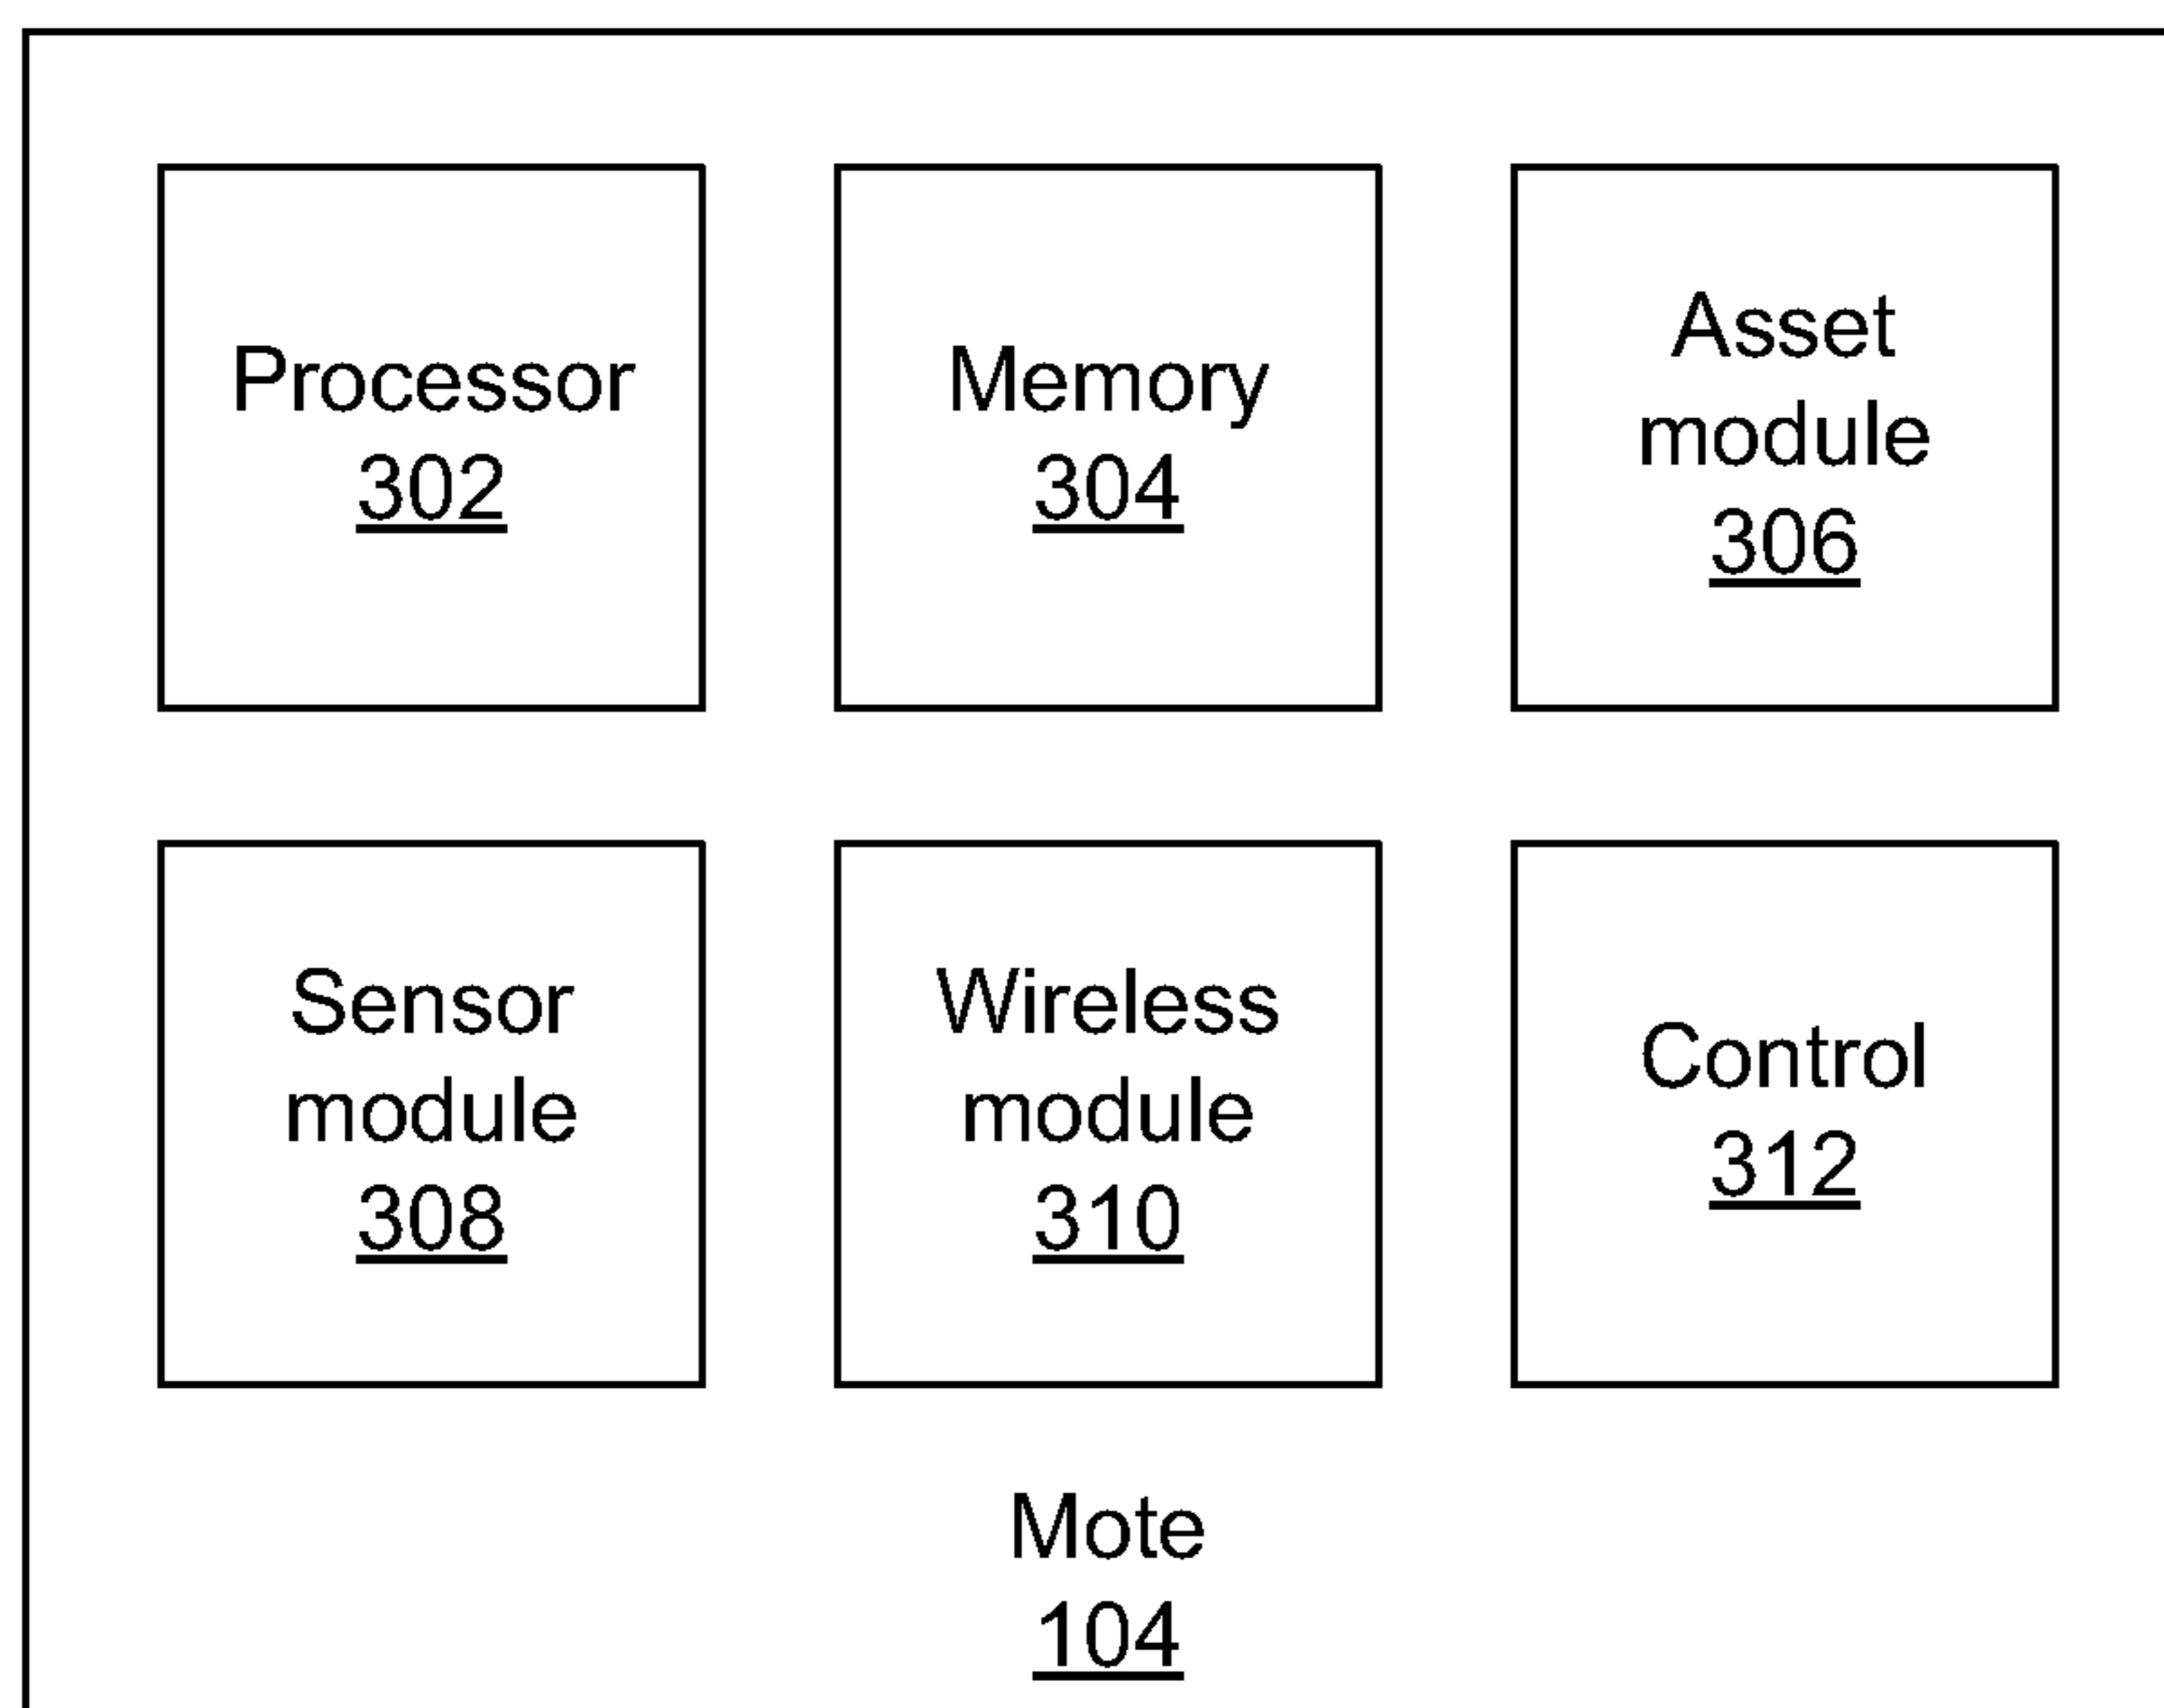 Processor
302
Memory
304
Asset
module
306
Sensor
module
308
Wireless
module
310
Control
312
Mote
104